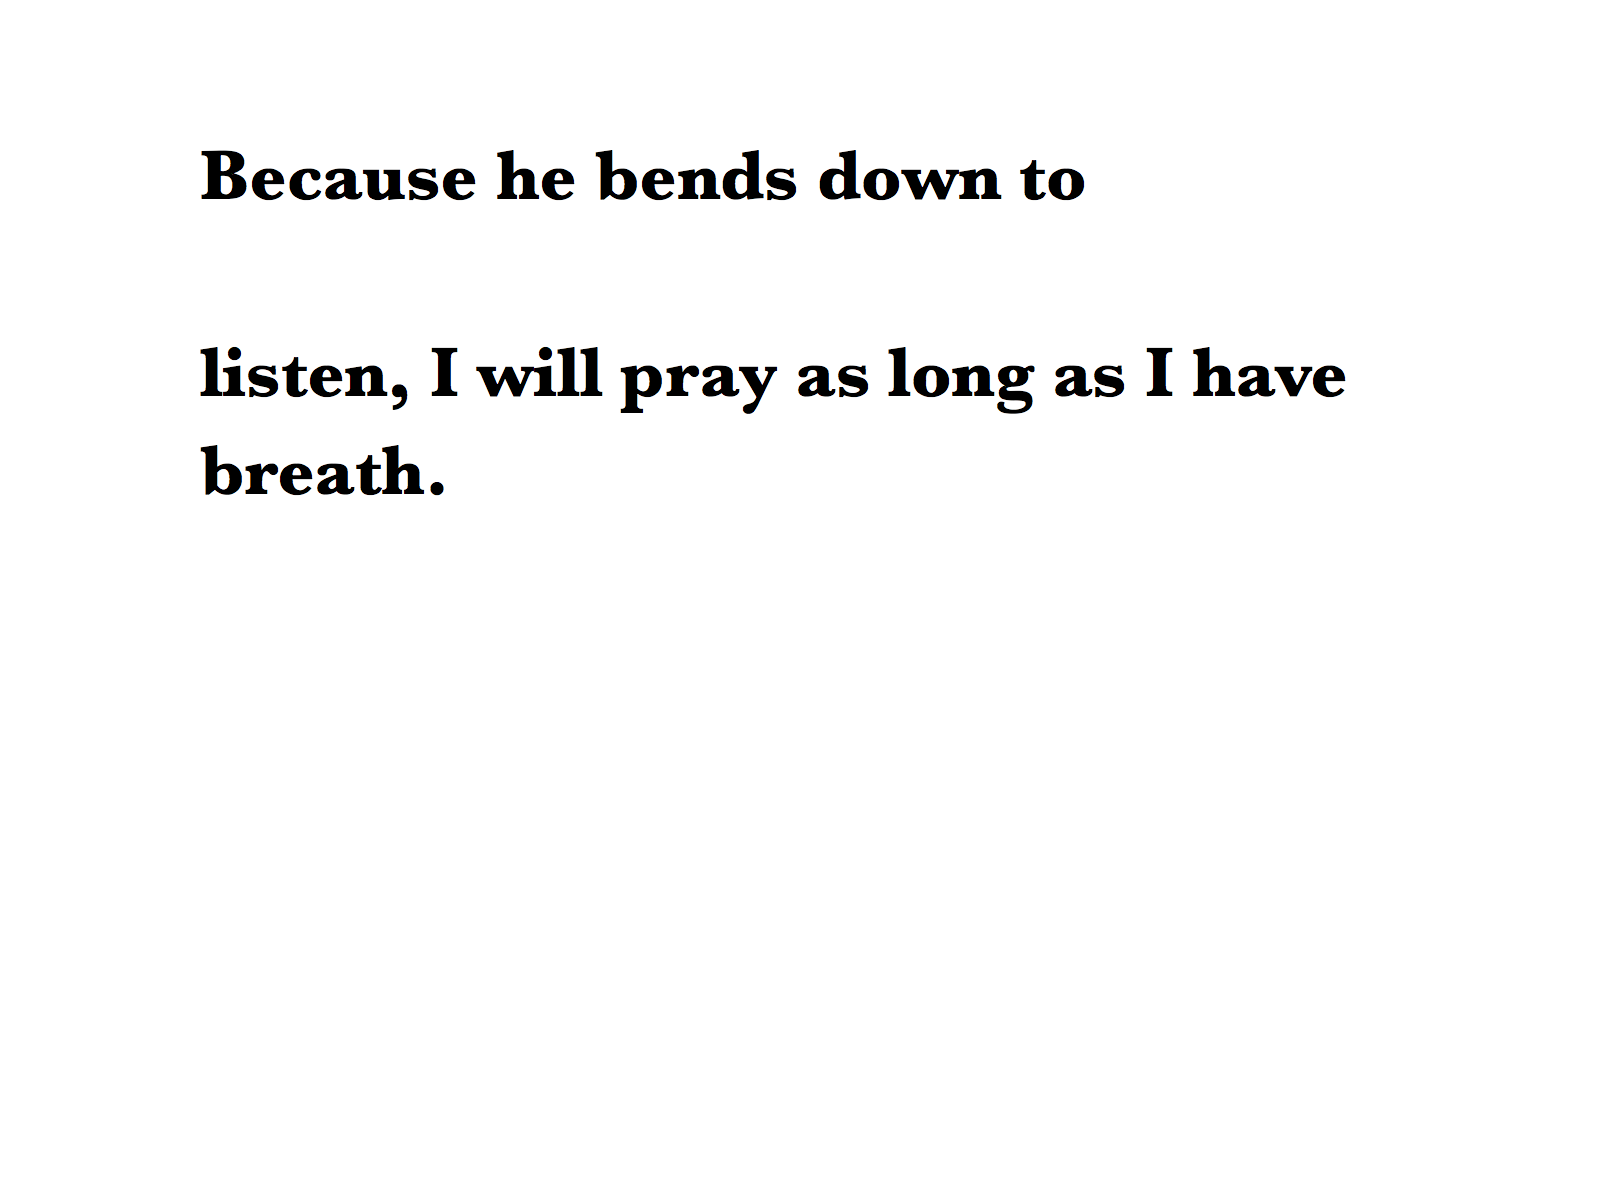 Because he bends down to
listen, I will pray as long as I have
breath.